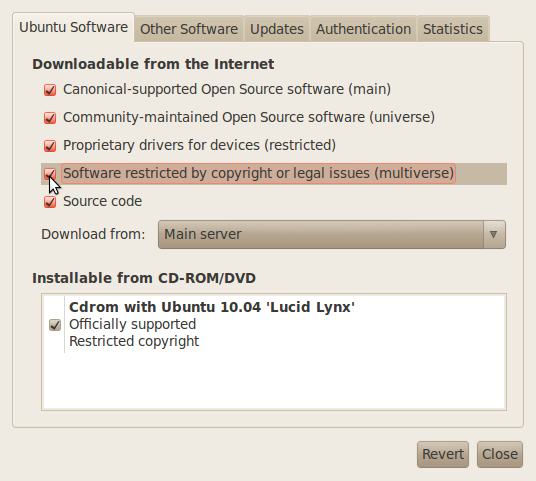 Ubuntu Software Other Software Updates Authentication Statistics
Downloadable from the Internet
Canonical-supported Open Source software (main)
Community-maintained Open Source software (universe)
Proprietary drivers for devices (restricted)
Software restricted by copyright or legal issues (multiverse)
Source code
Download from: Main server
Installable from CD-ROM/DVD
Cdrom with Ubuntu 10.04 'Lucid Lynx'
Officially supported
Restricted copyright
Revert Close